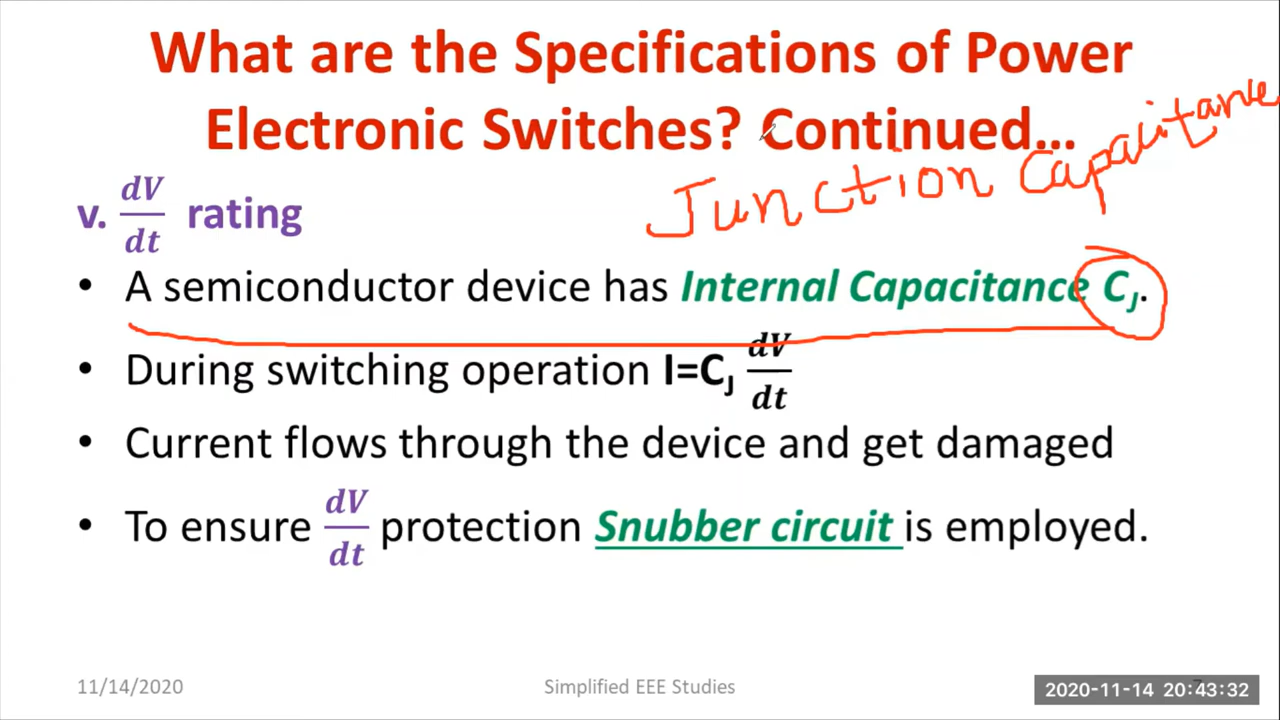 What are the Specifications of Power
Electronic Switches? Continued...
Junction Capacitance
v. dV/dt rating
• A semiconductor device has Internal Capacitance CJ.
• During switching operation I=CJ dV/dt
• Current flows through the device and get damaged
• To ensure dV/dt protection Snubber circuit is employed.
11/14/2020
Simplified EEE Studies
2020-11-14 20:43:32